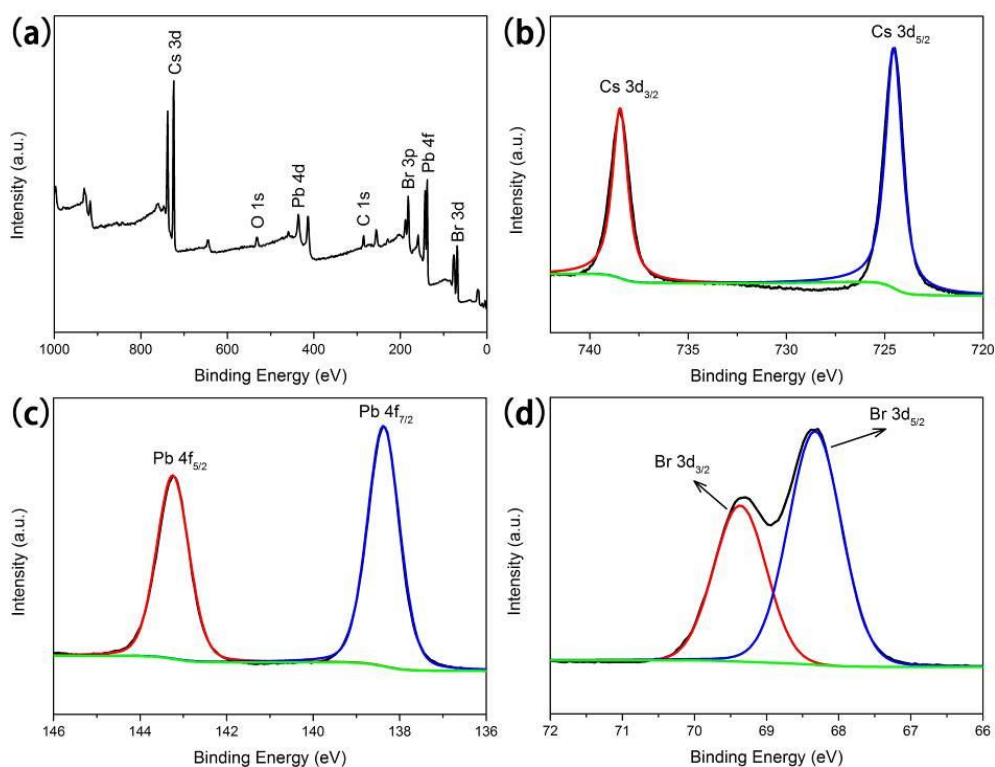 (a)
Cs 3d
O 1s
Pb 4d
C 1s
Br 3p
Pb 4f
Br 3d
Intensity (a.u.)
1000 800 600 400 200 0
Binding Energy (eV)
(b)
Cs 3d3/2
Cs 3d5/2
Intensity (a.u.)
740 735 730 725 720
Binding Energy (eV)
(c)
Pb 4f5/2
Pb 4f7/2
Intensity (a.u.)
146 144 142 140 138 136
Binding Energy (eV)
(d)
Br 3d3/2
Br 3d5/2
Intensity (a.u.)
72 71 70 69 68 67 66
Binding Energy (eV)